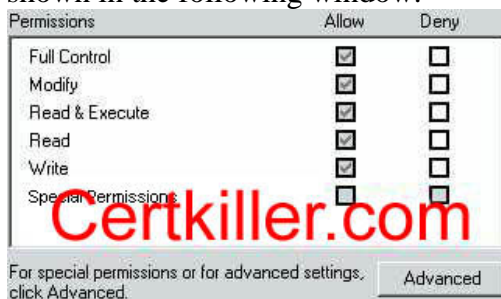 shown in the following window:
Permissions Allow Deny
Full Control
Modify
Read & Execute
Read
Write
Special Permissions
Certkiller.com
For special permissions or for advanced settings,
click Advanced.
Advanced